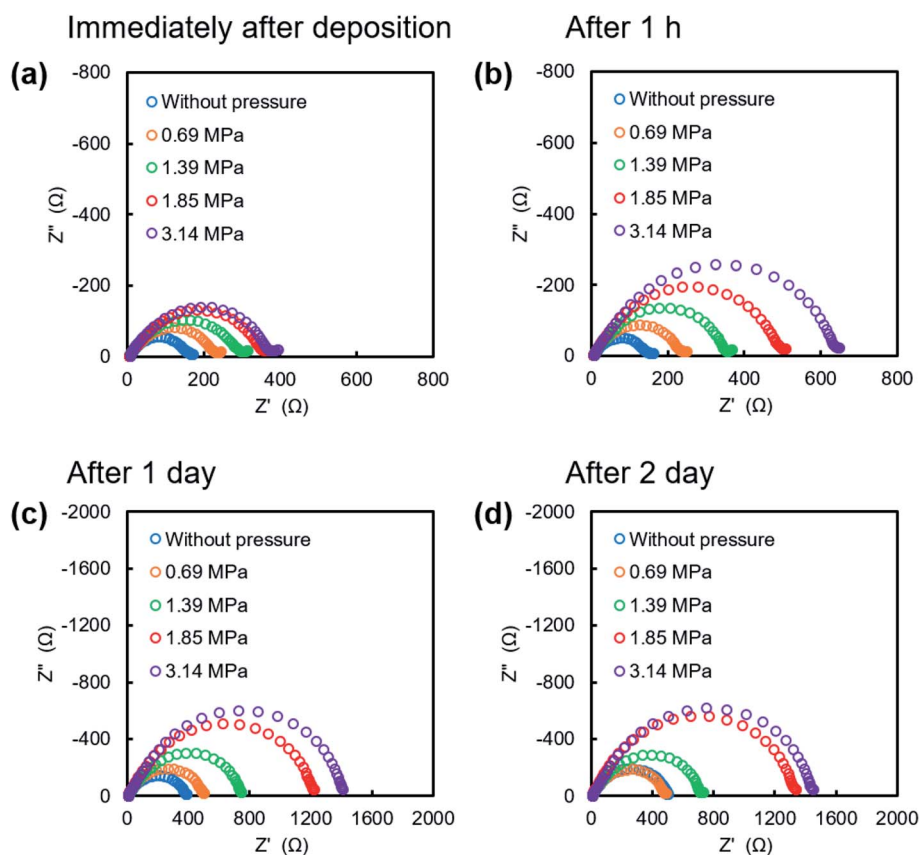 Immediately after deposition
After 1 h
(a)
-800
-600
-400
-200
0
Z" (Ω)
Without pressure
0.69 MPa
1.39 MPa
1.85 MPa
3.14 MPa
0 200 400 600 800
Z' (Ω)
(b)
-800
-600
-400
-200
0
Z" (Ω)
Without pressure
0.69 MPa
1.39 MPa
1.85 MPa
3.14 MPa
0 200 400 600 800
Z' (Ω)
After 1 day
After 2 day
(c)
-2000
-1600
-1200
-800
-400
0
Z" (Ω)
Without pressure
0.69 MPa
1.39 MPa
1.85 MPa
3.14 MPa
0 400 800 1200 1600 2000
Z' (Ω)
(d)
-2000
-1600
-1200
-800
-400
0
Z" (Ω)
Without pressure
0.69 MPa
1.39 MPa
1.85 MPa
3.14 MPa
0 400 800 1200 1600 2000
Z' (Ω)